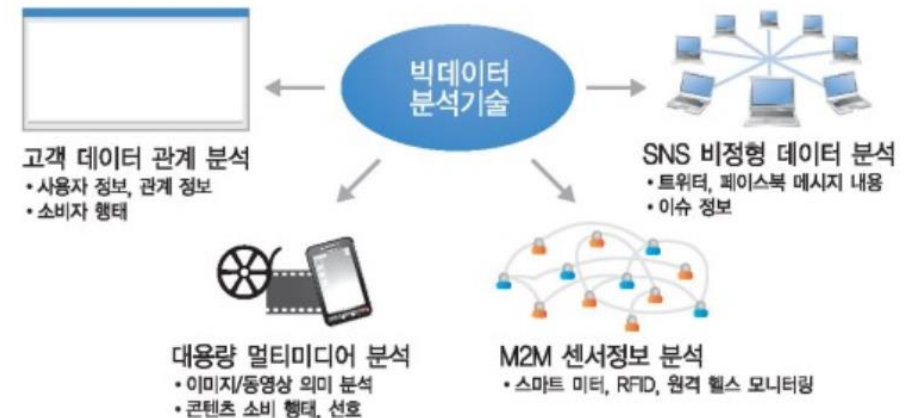 빅데이터
분석기술
고객 데이터 관계 분석
• 사용자 정보, 관계 정보
• 소비자 행태
SNS 비정형 데이터 분석
• 트위터, 페이스북 메시지 내용
• 이슈 정보
대용량 멀티미디어 분석
• 이미지/동영상 의미 분석
• 콘텐츠 소비 행태, 선호
M2M 센서정보 분석
• 스마트 미터, RFID, 원격 헬스 모니터링